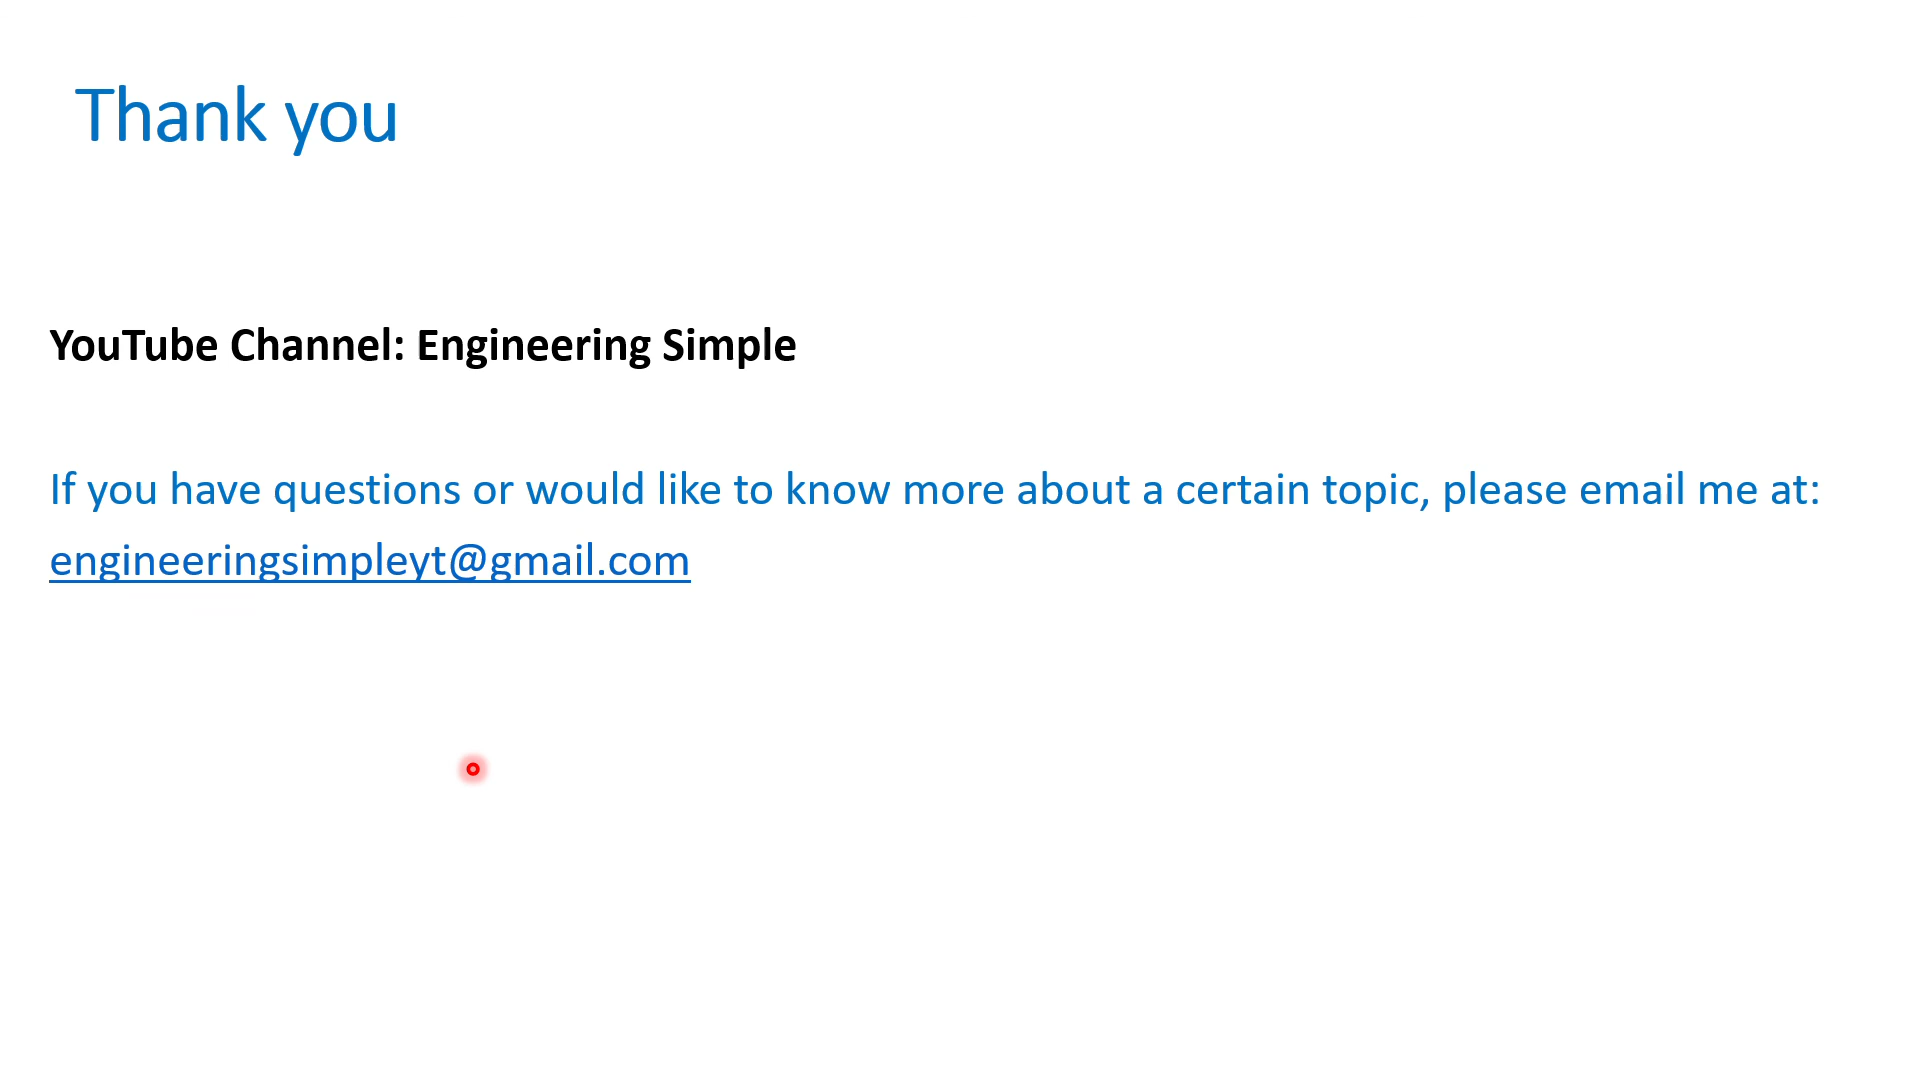 Thank you
YouTube Channel: Engineering Simple
If you have questions or would like to know more about a certain topic, please email me at:
engineeringsimpleyt@gmail.com